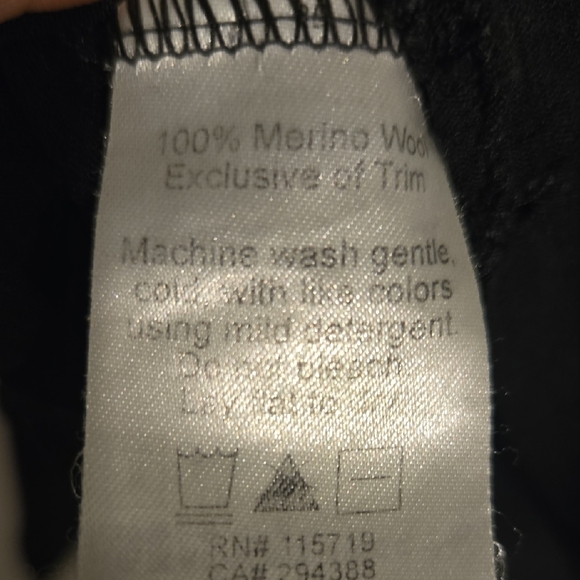 100% Merino Wool
Exclusive of Trim
Machine wash gentle,
cold, with like colors
using mild detergent.
Do not bleach
Lay flat to dry
RN# 115719
CA# 294388